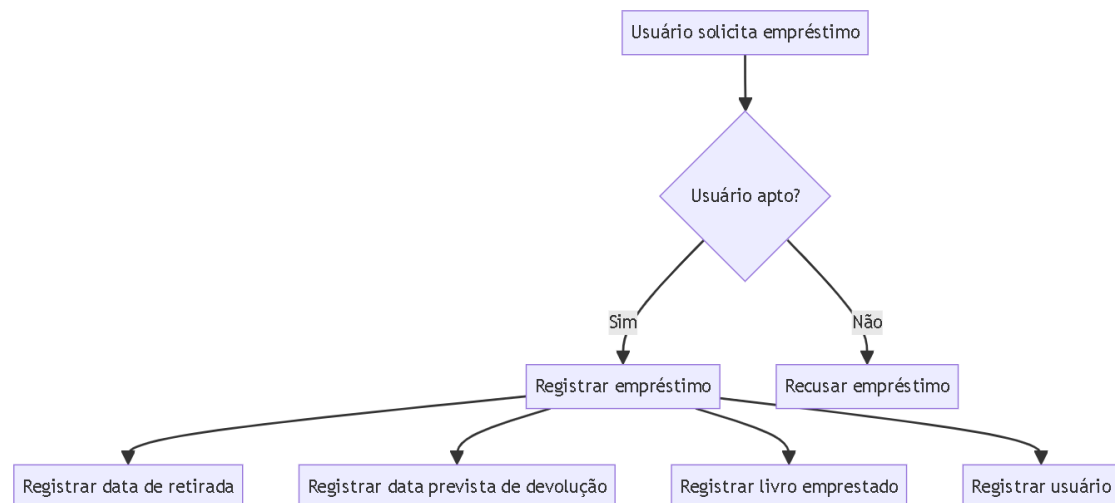 Usuário solicita empréstimo
Usuário apto?
Sim
Não
Registrar empréstimo
Recusar empréstimo
Registrar data de retirada
Registrar data prevista de devolução
Registrar livro emprestado
Registrar usuário